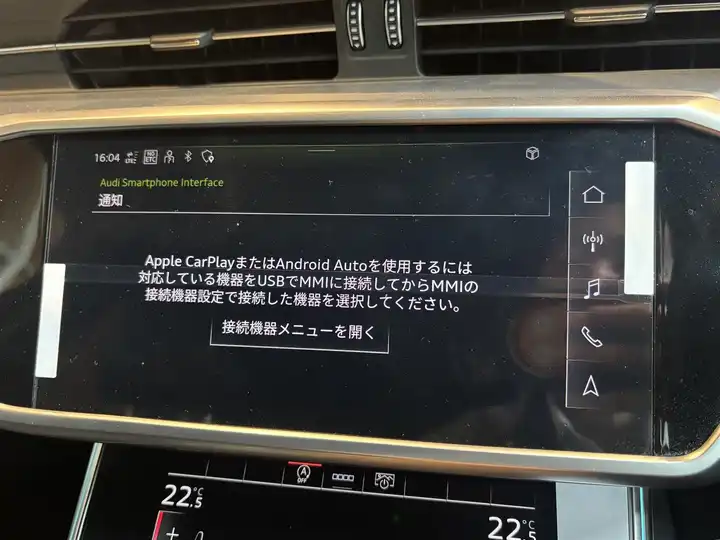 16:04
NO
ETC
Audi Smartphone Interface
通知
Apple CarPlayまたはAndroid Autoを使用するには
対応している機器をUSBでMMIに接続してからMMIの
接続機器設定で接続した機器を選択してください。
接続機器メニューを開く
A
OFF
22.5°C
22.5°C